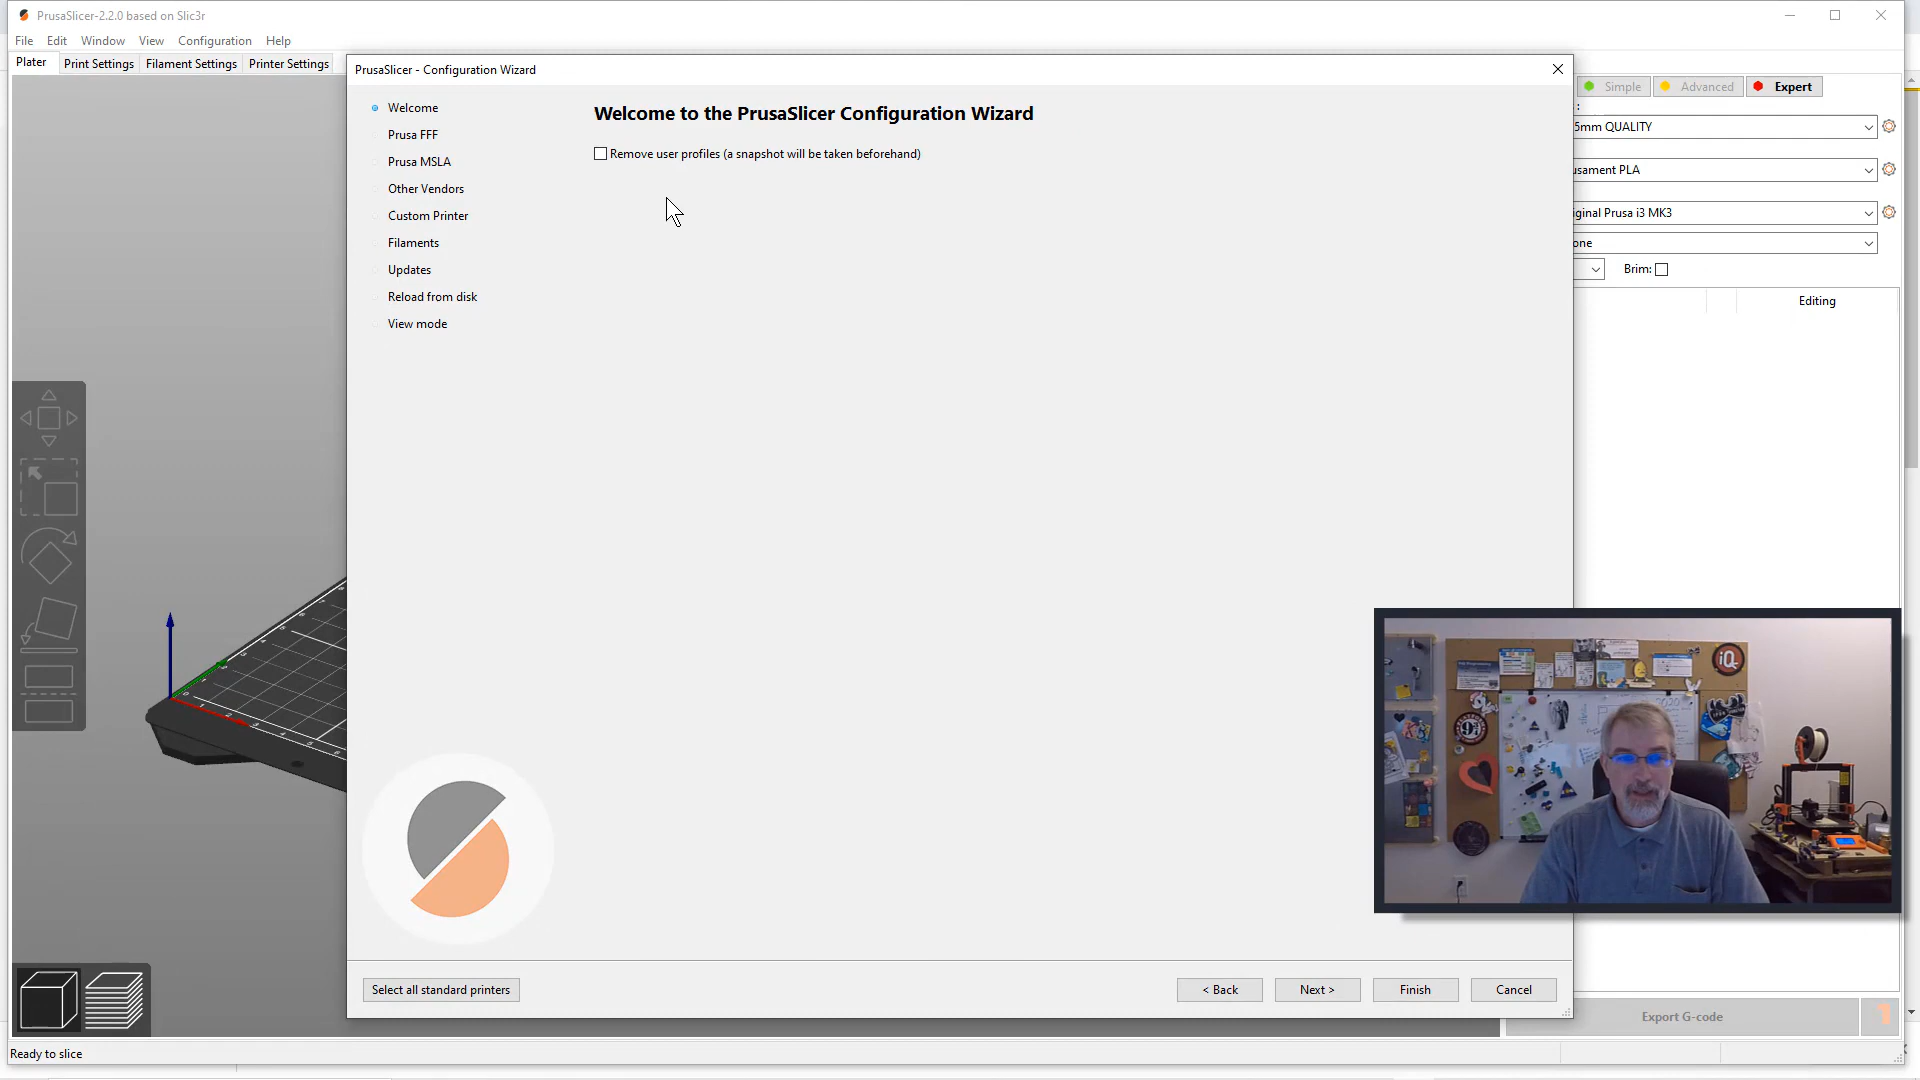 PrusaSlicer-2.2.0 based on Slic3r
File Edit Window View Configuration Help
Plater Print Settings Filament Settings Printer Settings
PrusaSlicer - Configuration Wizard
Welcome
Prusa FFF
Prusa MSLA
Other Vendors
Custom Printer
Filaments
Updates
Reload from disk
View mode
Welcome to the PrusaSlicer Configuration Wizard
Remove user profiles (a snapshot will be taken beforehand)
Simple Advanced Expert
5mm QUALITY
usament PLA
iginal Prusa i3 MK3
one
Brim:
Editing
iQ
2020
Select all standard printers
< Back Next > Finish Cancel
Export G-code
Ready to slice